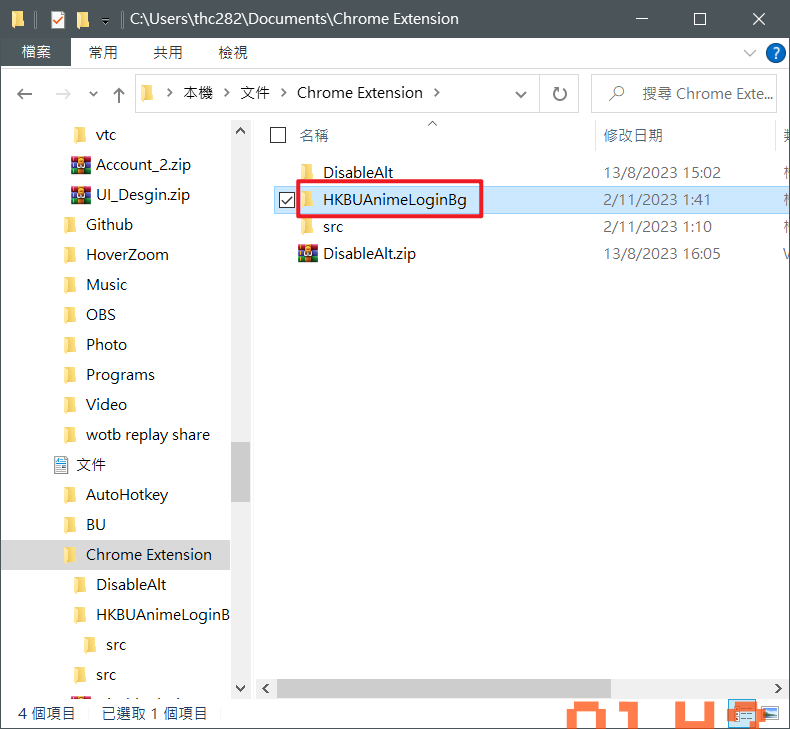 C:\Users\thc282\Documents\Chrome Extension
檔案 常用 共用 檢視
本機 文件 Chrome Extension 搜尋 Chrome Exte...
vtc
Account_2.zip
UI_Desgin.zip
Github
HoverZoom
Music
OBS
Photo
Programs
Video
wotb replay share
文件
AutoHotkey
BU
Chrome Extension
DisableAlt
HKBUAnimeLoginB
src
src
名稱 修改日期
DisableAlt 13/8/2023 15:02
HKBUAnimeLoginBg 2/11/2023 1:41
src 2/11/2023 1:10
DisableAlt.zip 13/8/2023 16:05
4 個項目 已選取 1 個項目